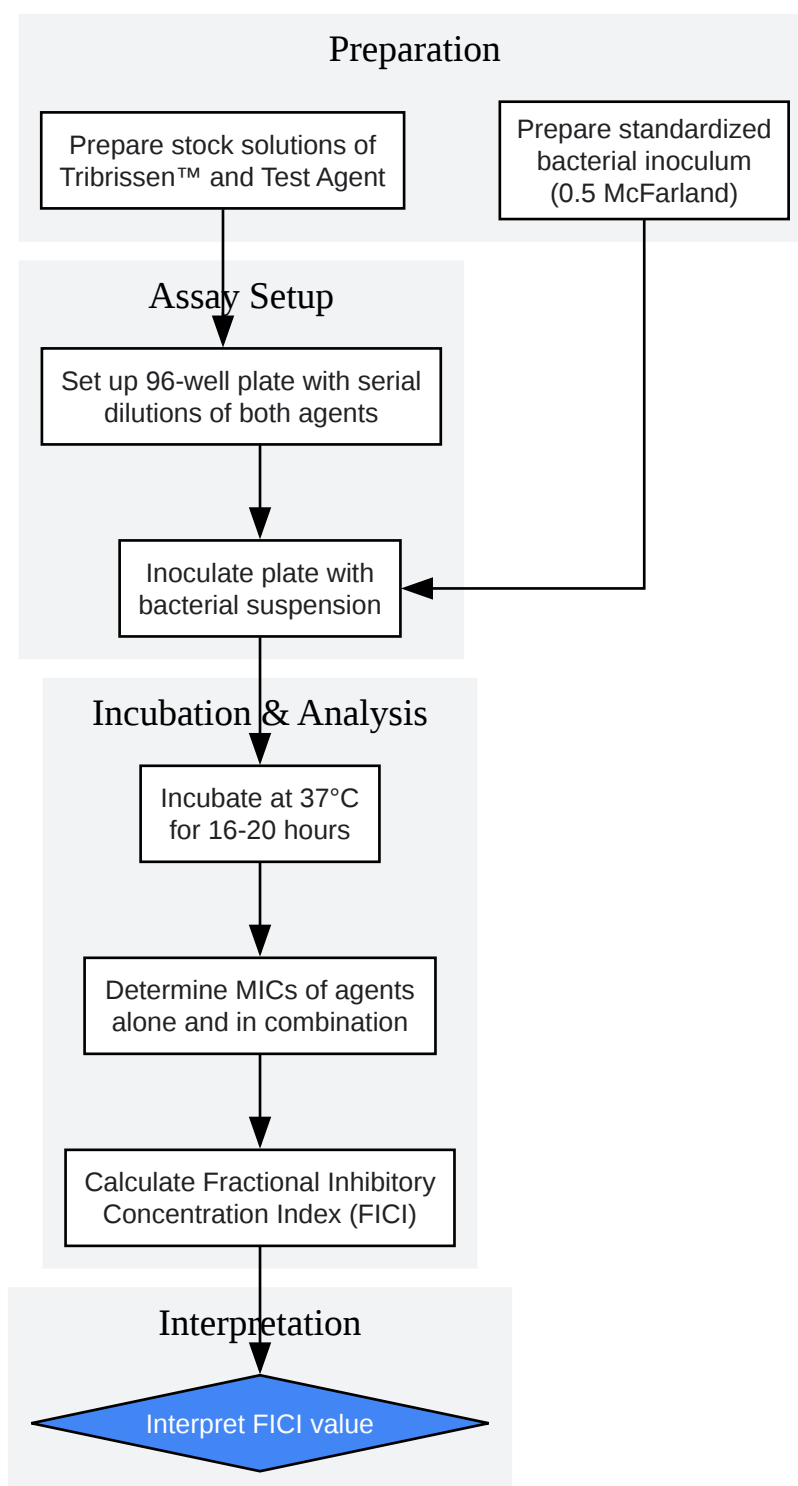 Preparation
Prepare stock solutions of
Tribrissen™ and Test Agent
Prepare standardized
bacterial inoculum
(0.5 McFarland)
Assay Setup
Set up 96-well plate with serial
dilutions of both agents
Inoculate plate with
bacterial suspension
Incubation & Analysis
Incubate at 37°C
for 16-20 hours
Determine MICs of agents
alone and in combination
Calculate Fractional Inhibitory
Concentration Index (FICI)
Interpretation
Interpret FICI value